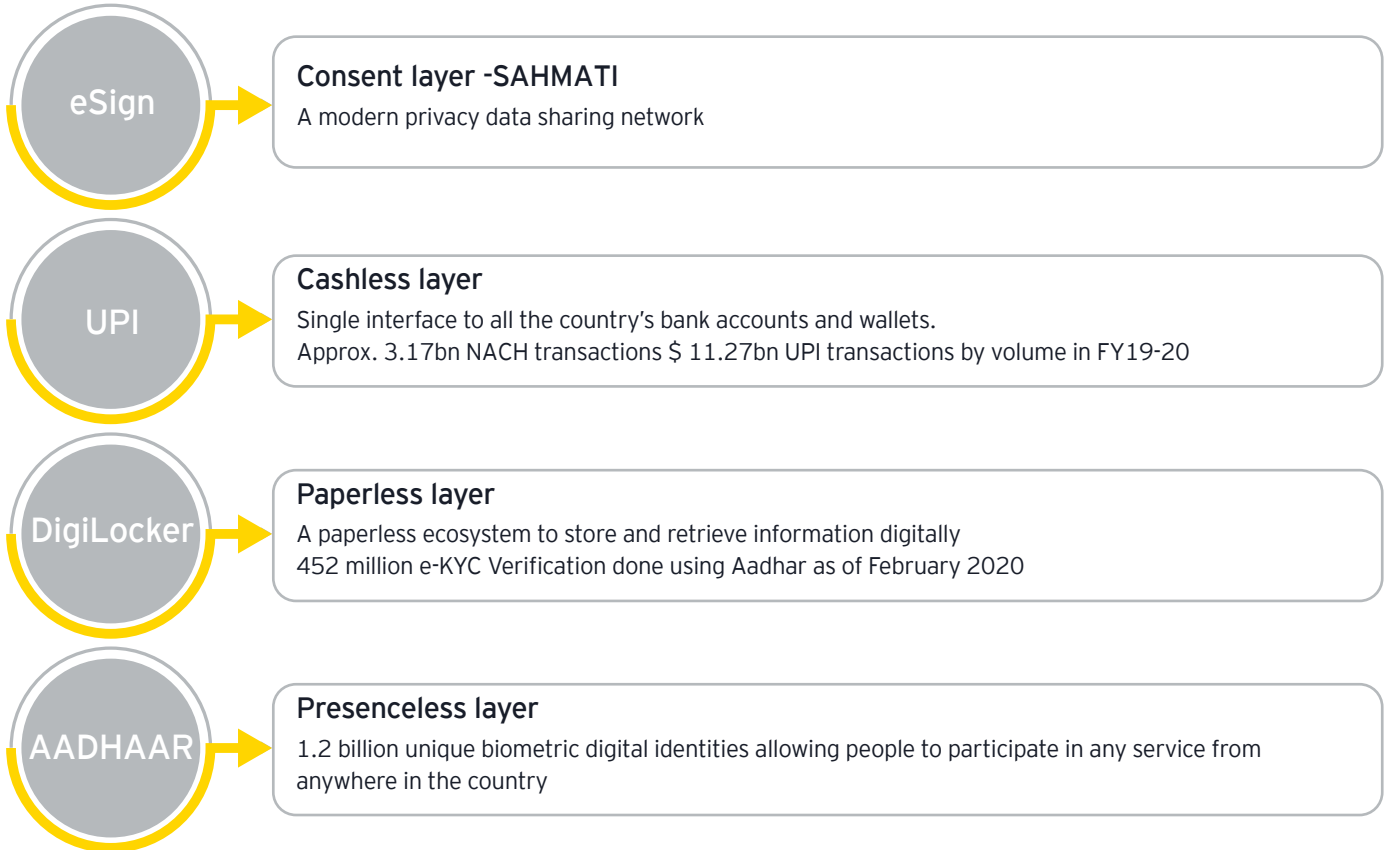 eSign
Consent layer -SAHMATI
A modern privacy data sharing network
UPI
Cashless layer
Single interface to all the country's bank accounts and wallets.
Approx. 3.17bn NACH transactions $ 11.27bn UPI transactions by volume in FY19-20
DigiLocker
Paperless layer
A paperless ecosystem to store and retrieve information digitally
452 million e-KYC Verification done using Aadhar as of February 2020
AADHAAR
Presenceless layer
1.2 billion unique biometric digital identities allowing people to participate in any service from
anywhere in the country